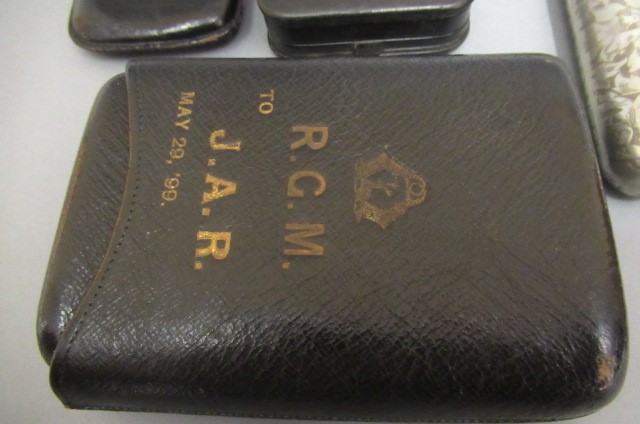 R.G.M.
TO
J.A.R.
MAY 29, '99.